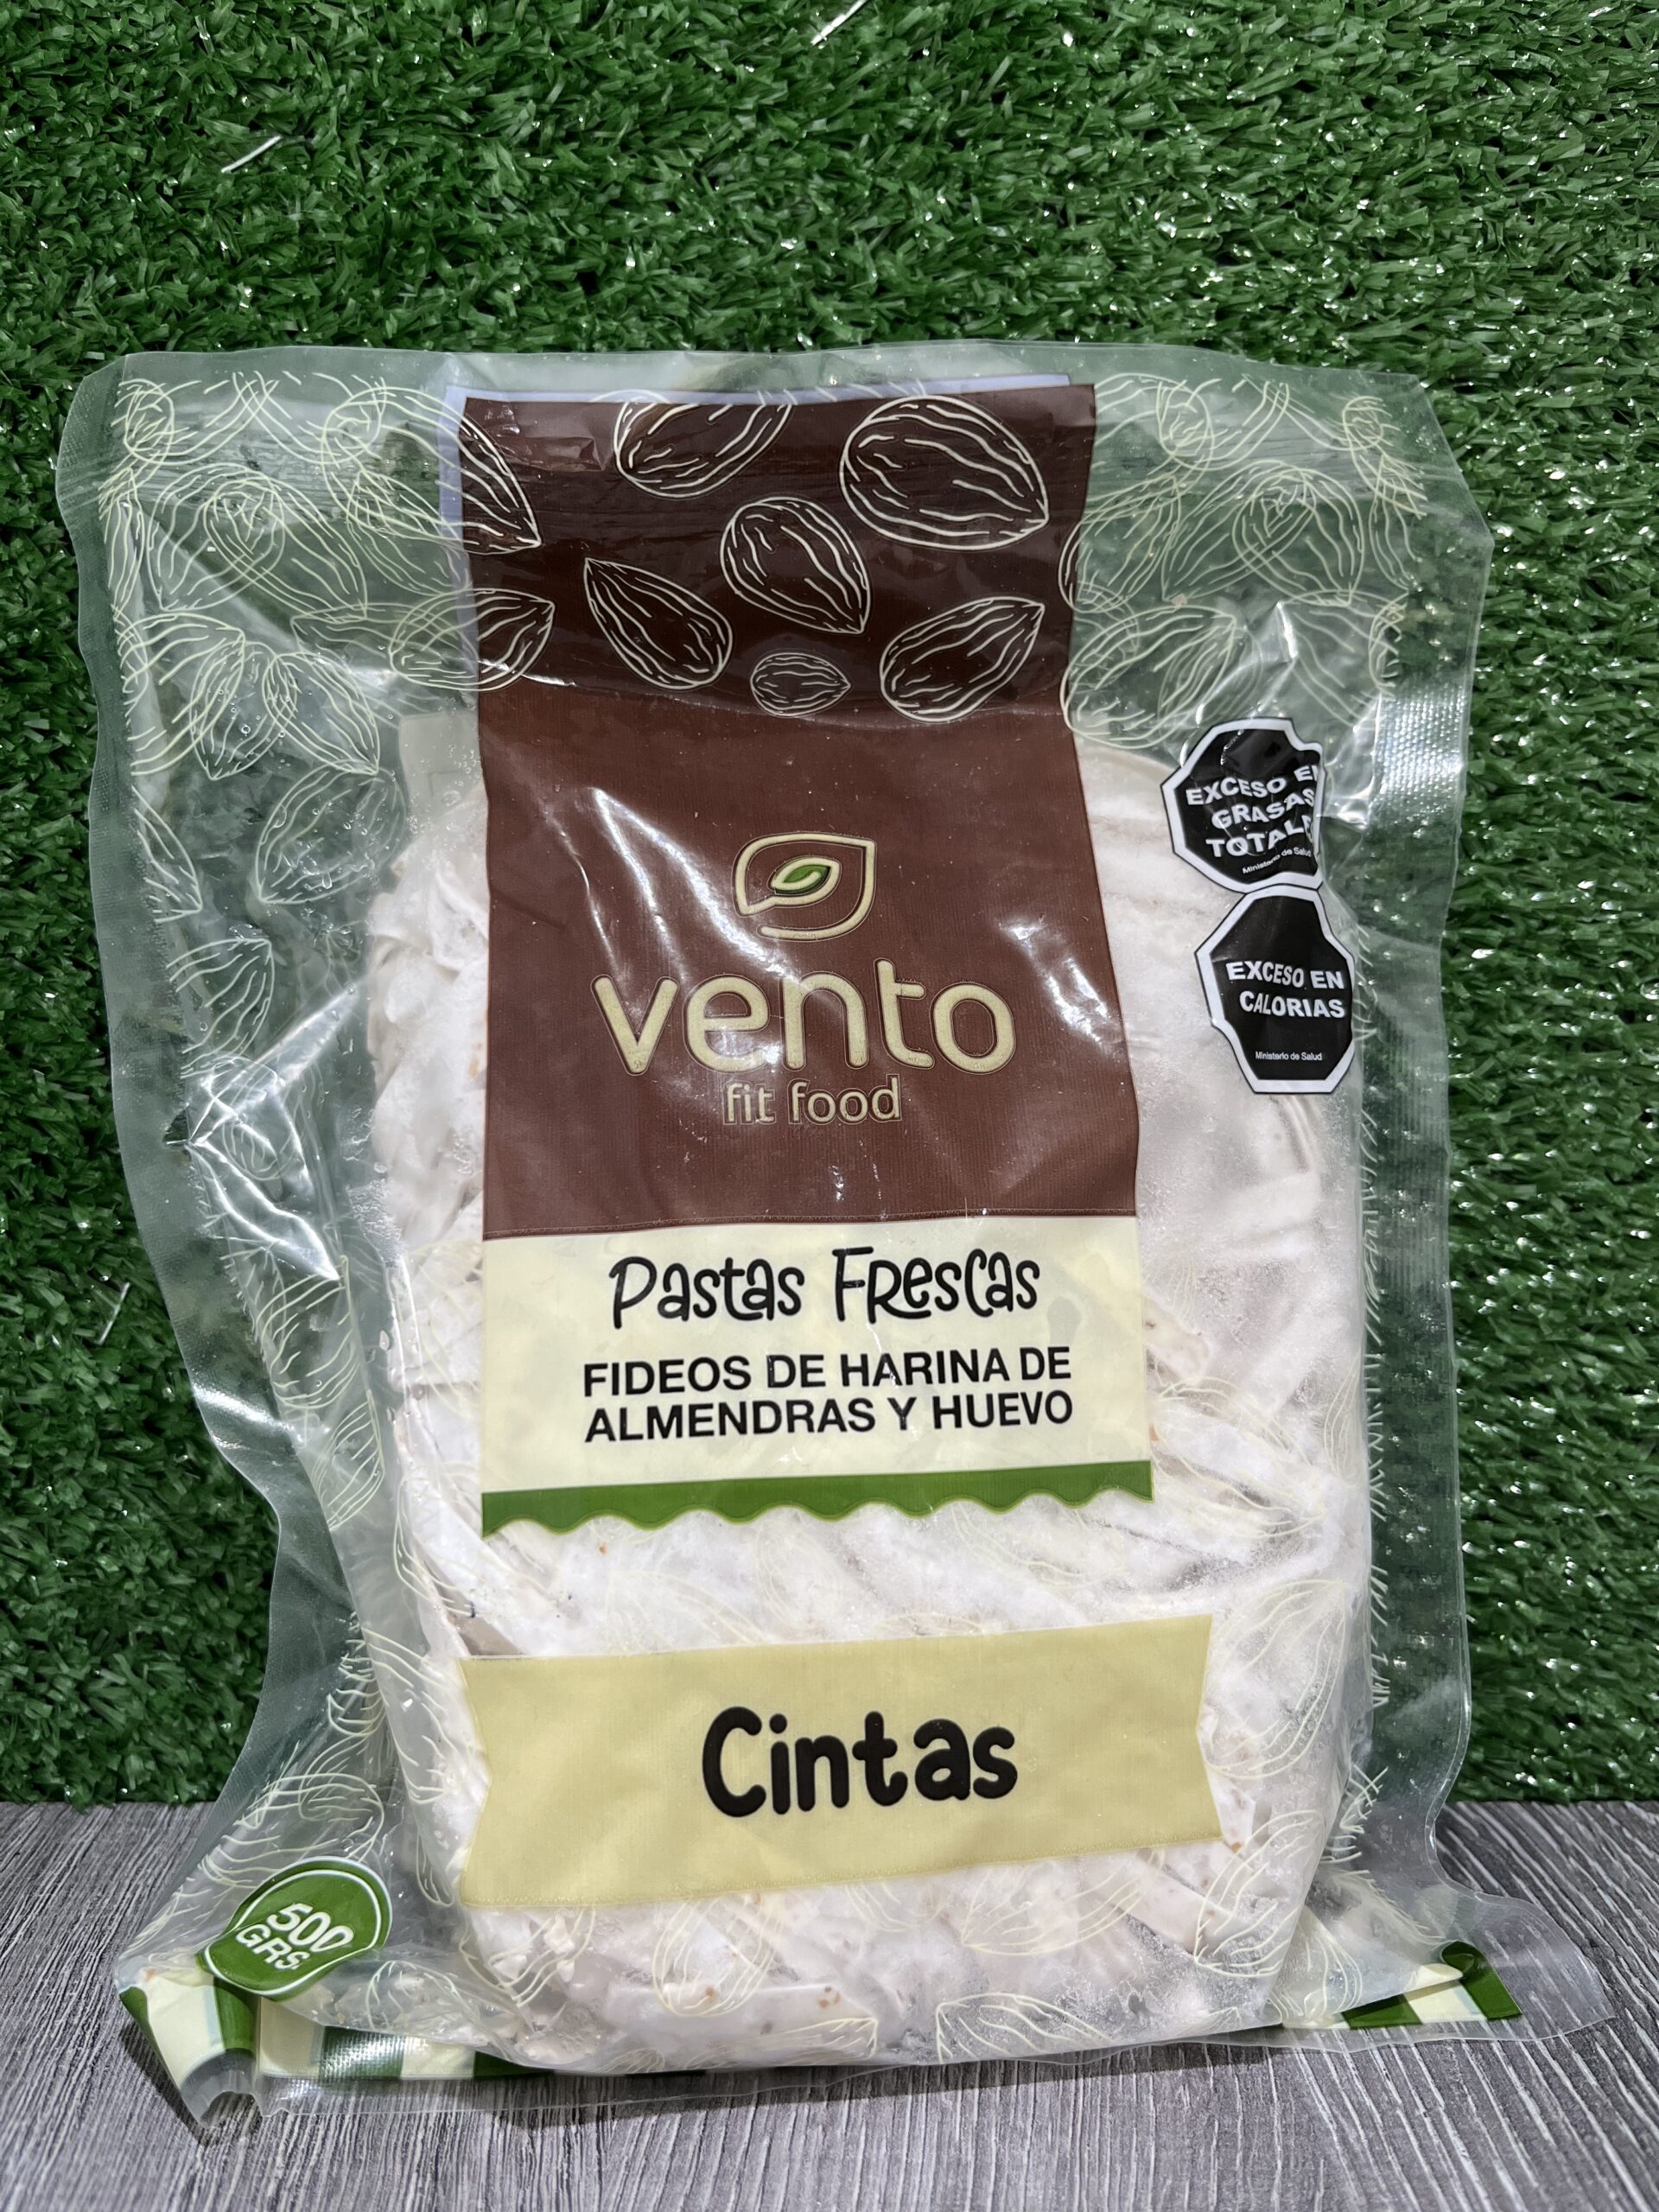 EXCESO EN
GRASAS
TOTAL
Ministerio de Salud
EXCESO EN
CALORIAS
Ministerio de Salud
vento
fit food
Pastas Frescas
FIDEOS DE HARINA DE
ALMENDRAS Y HUEVO
Cintas
500
GRS.